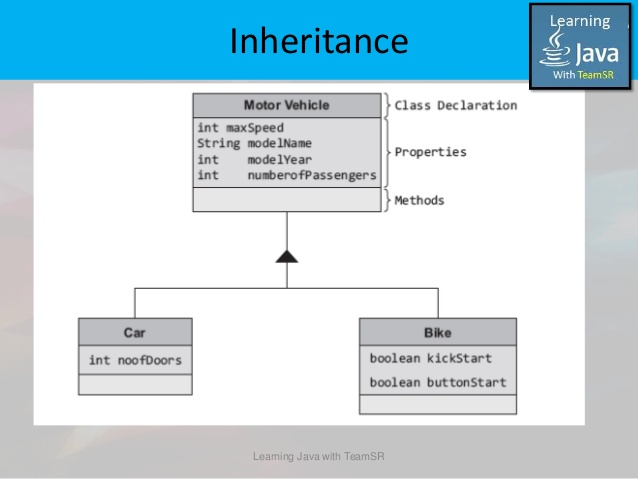 Inheritance
Learning
Java
With TeamSR
Motor Vehicle
Class Declaration
int maxSpeed
String modelName
int modelYear
int numberofPassengers
Properties
Methods
Car
int noofDoors
Bike
boolean kickStart
boolean buttonStart
Learning Java with TeamSR